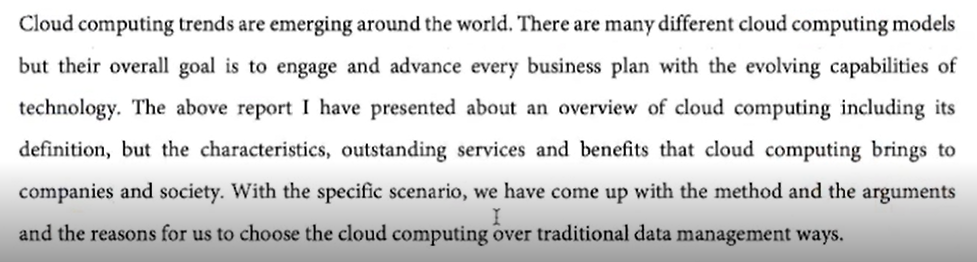 Cloud computing trends are emerging around the world. There are many different cloud computing models
but their overall goal is to engage and advance every business plan with the evolving capabilities of
technology. The above report I have presented about an overview of cloud computing including its
definition, but the characteristics, outstanding services and benefits that cloud computing brings to
companies and society. With the specific scenario, we have come up with the method and the arguments
and the reasons for us to choose the cloud computing over traditional data management ways.